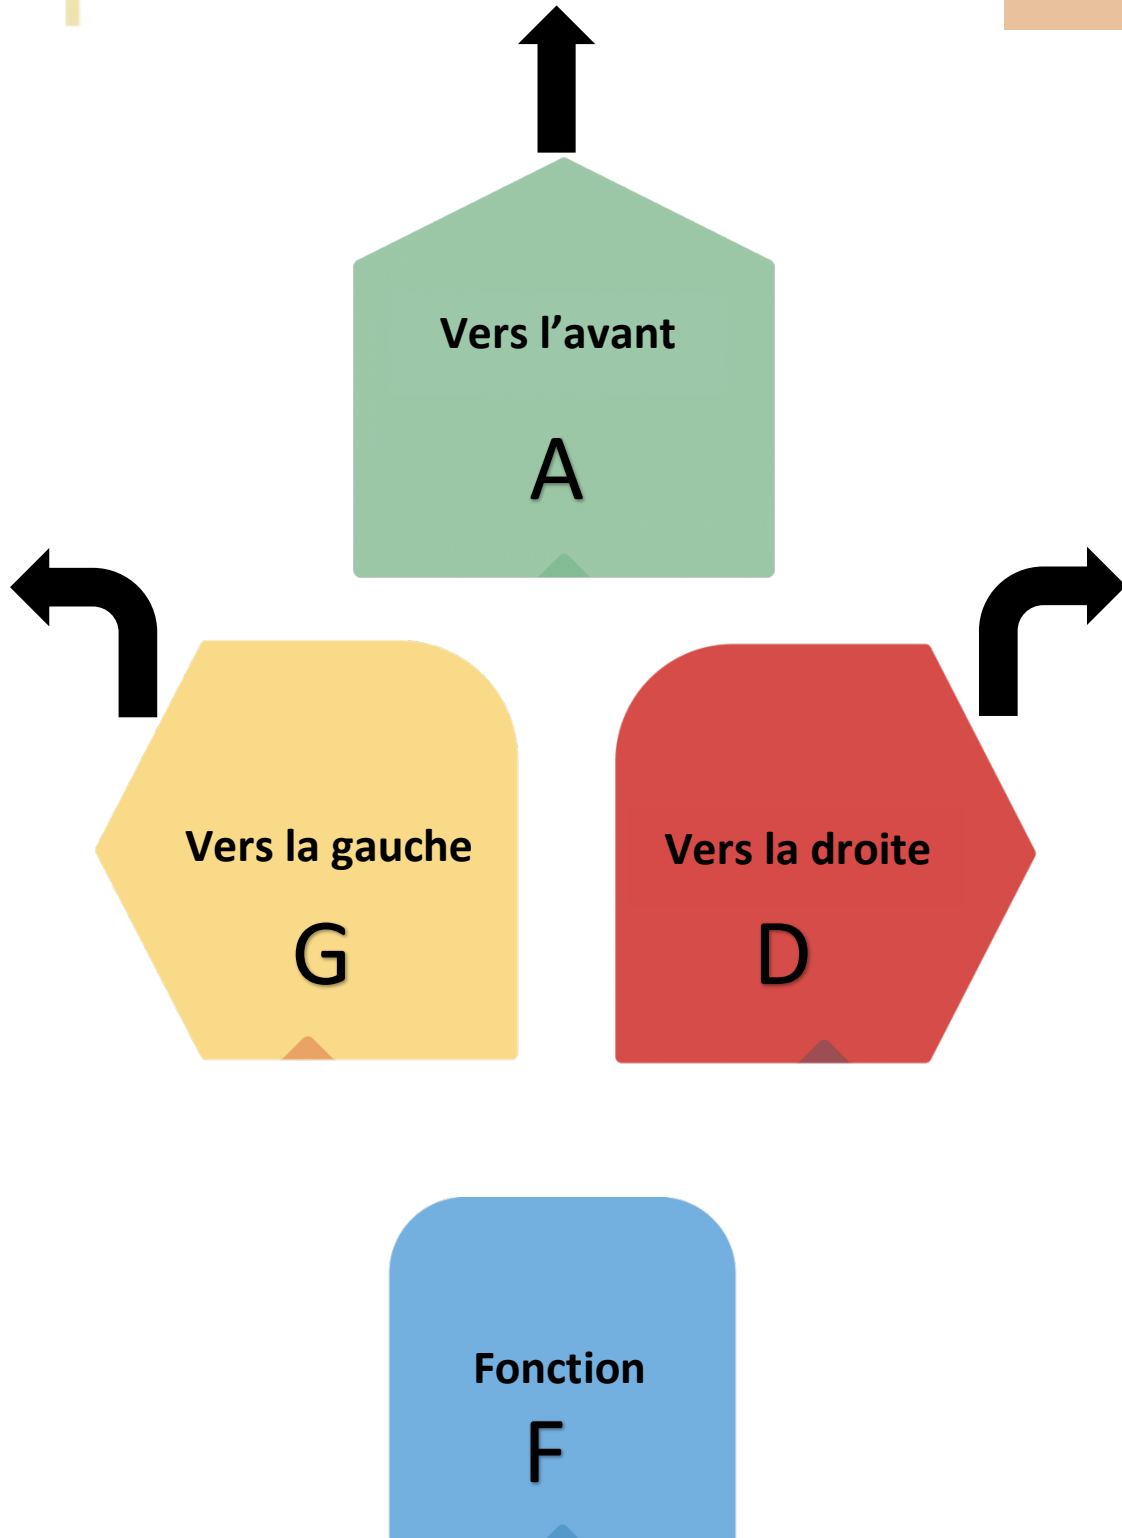 Vers l’avant
A
Vers la gauche
G
Vers la droite
D
Fonction
F